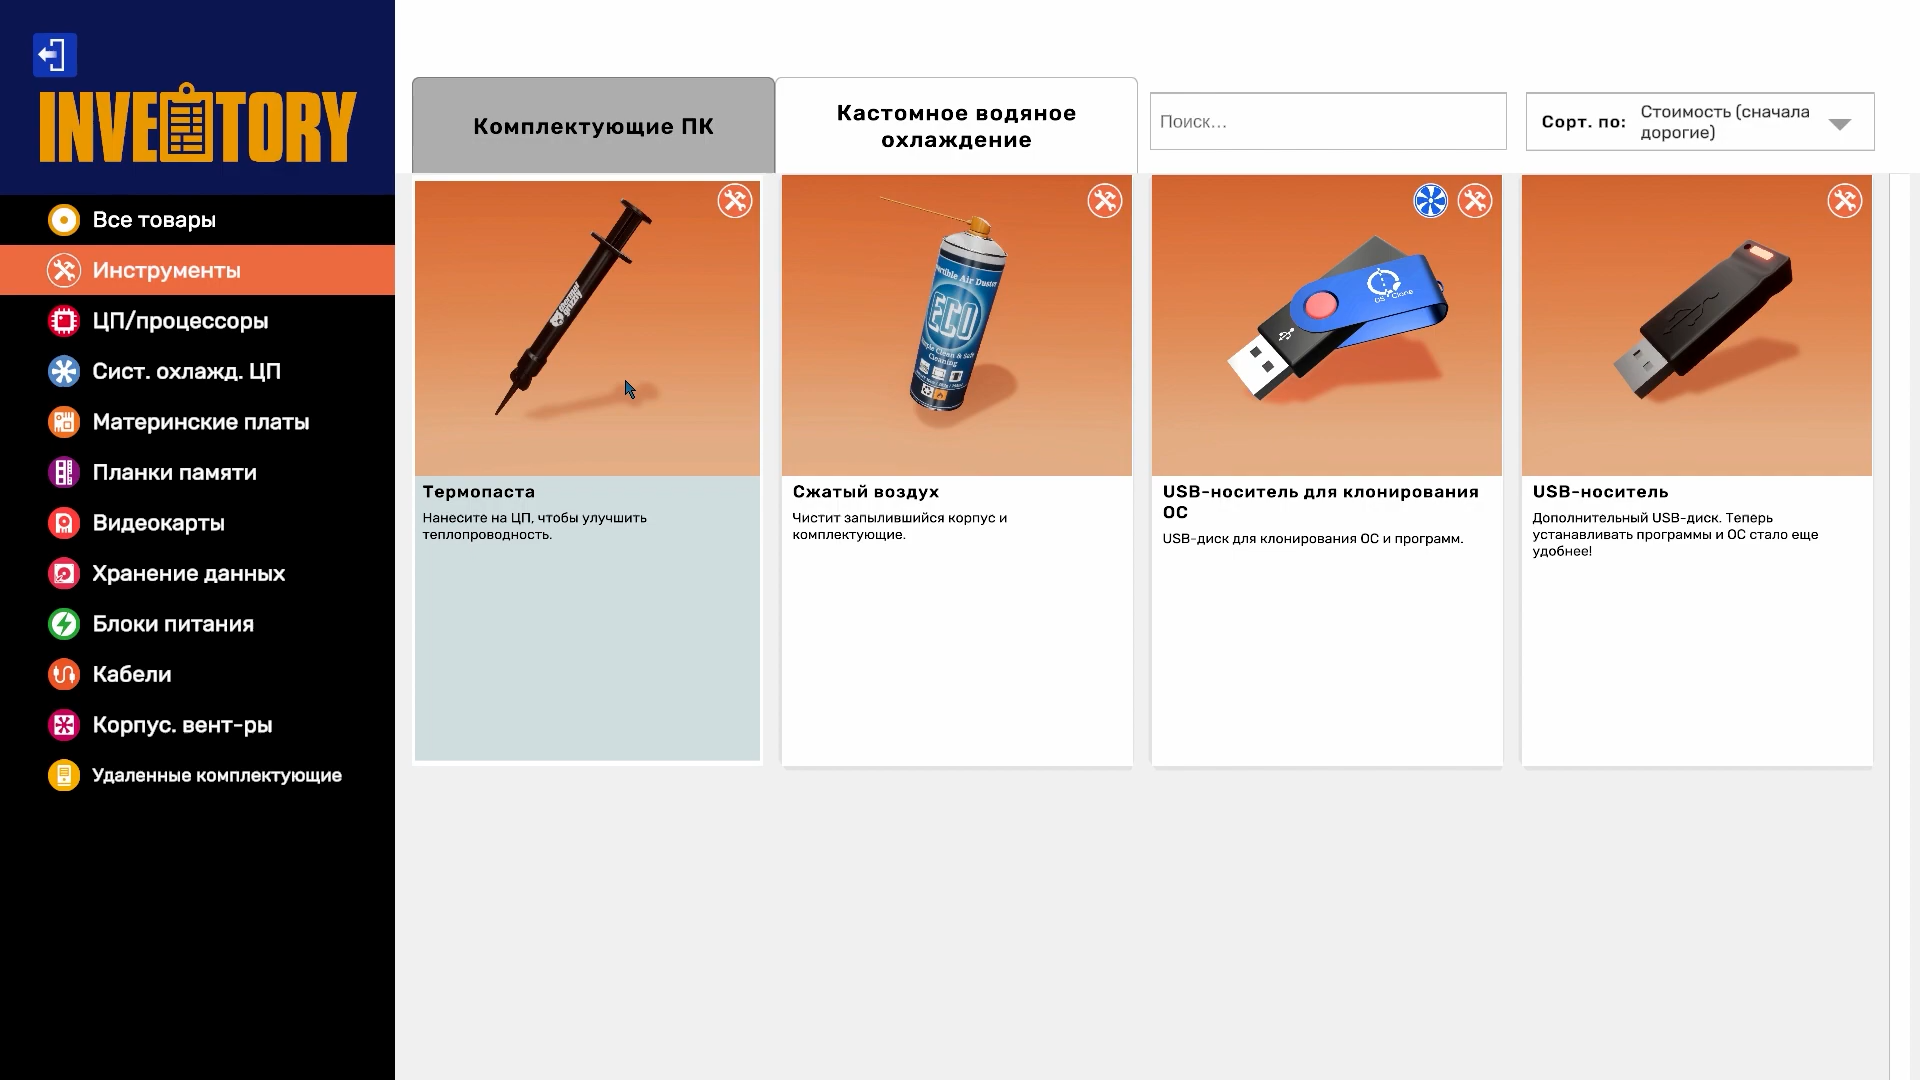 INVENTORY
Все товары
Инструменты
ЦП/процессоры
Сист. охлажд. ЦП
Материнские платы
Планки памяти
Видеокарты
Хранение данных
Блоки питания
Кабели
Корпус. вент-ры
Удаленные комплектующие
Комплектующие ПК
Кастомное водяное
охлаждение
Поиск...
Сорт. по:
Стоимость (сначала
дорогие)
Термопаста
Нанесите на ЦП, чтобы улучшить
теплопроводность.
ECO
Сжатый воздух
Чистит запылившийся корпус и
комплектующие.
OS Clone
USB-носитель для клонирования
ОС
USB-диск для клонирования ОС и программ.
USB-носитель
Дополнительный USB-диск. Теперь
устанавливать программы и ОС стало еще
удобнее!